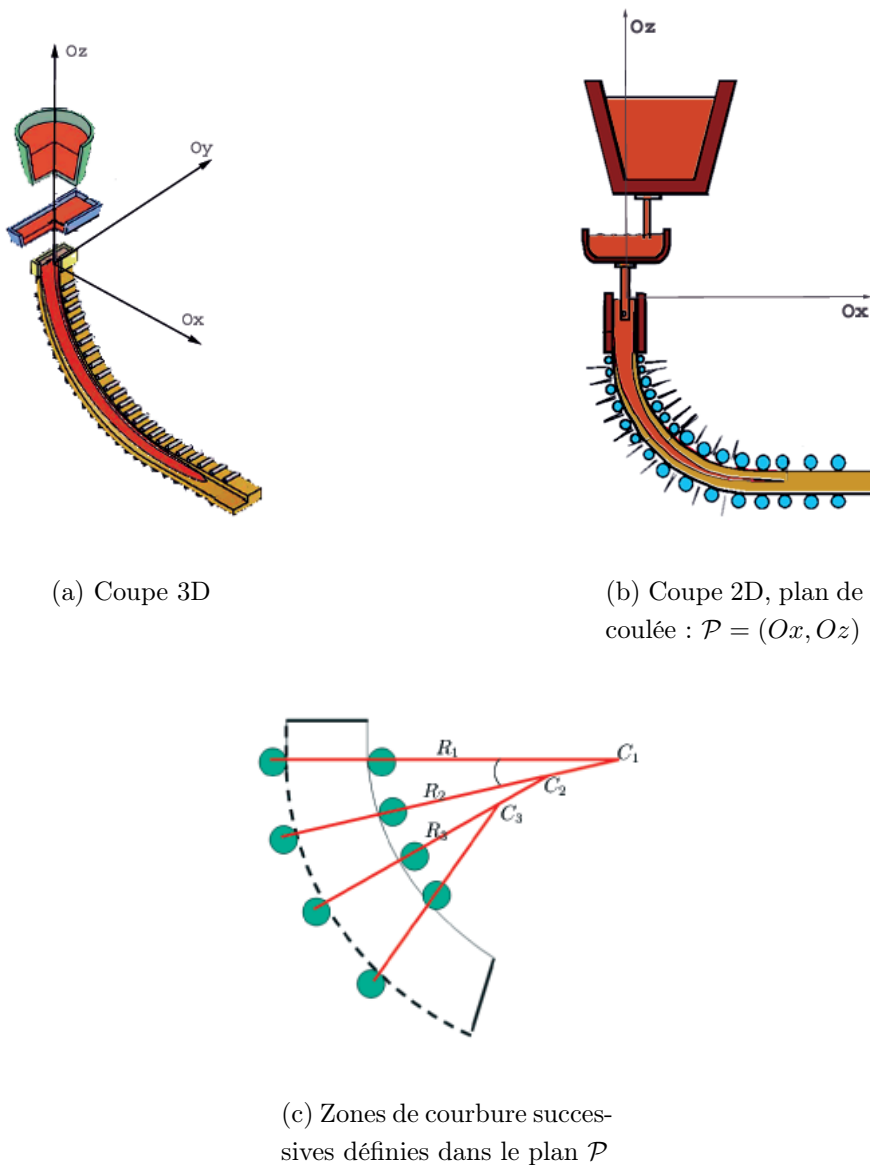 Oz
Oy
Ox
Oz
Ox
(a) Coupe 3D
(b) Coupe 2D, plan de
coulée : 𝒫 = (Ox, Oz)
R₁
C₁
R₂
C₂
R₃
C₃
(c) Zones de courbure succes-
sives définies dans le plan 𝒫